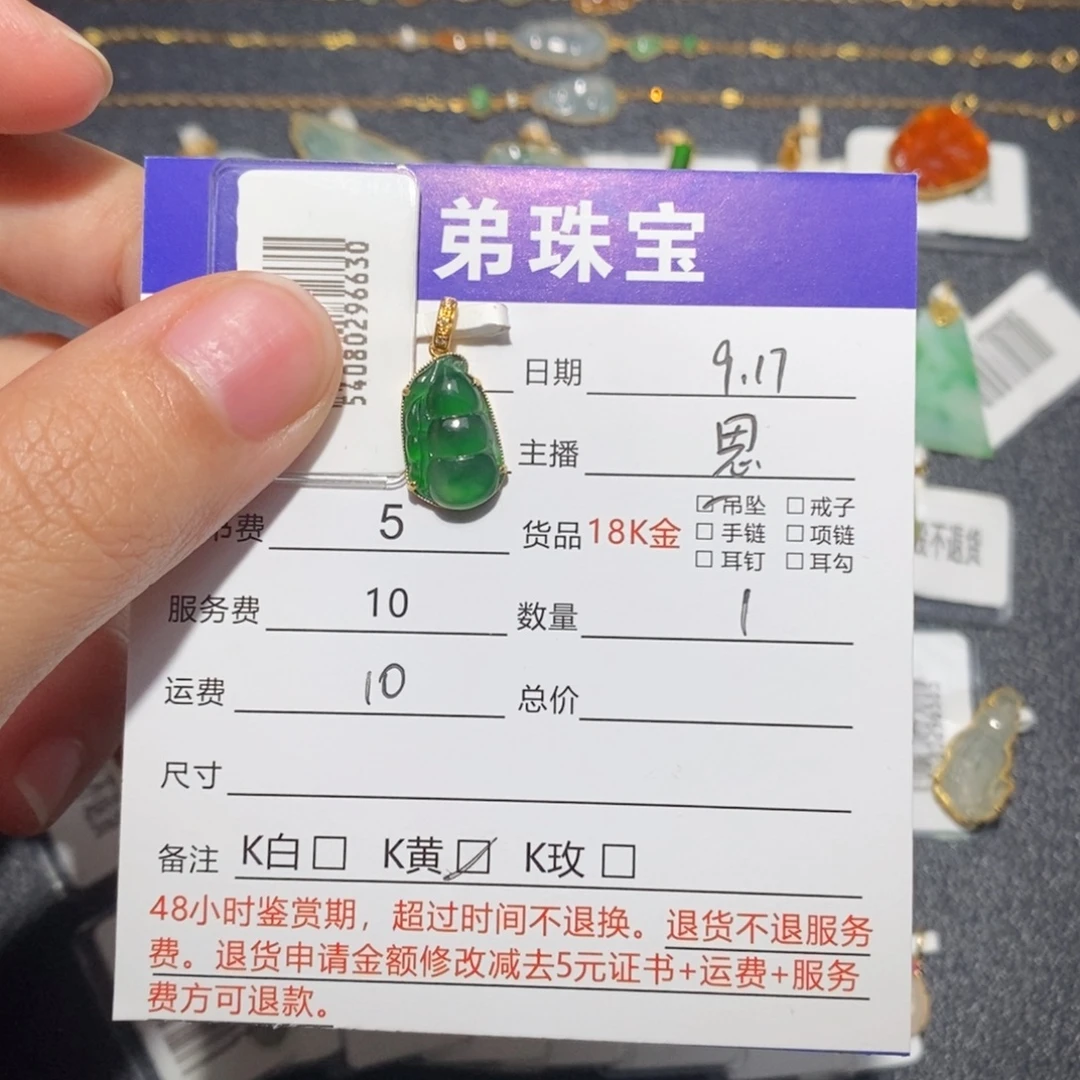 弟珠宝
54080296630
日期 9.17
主播 恩
书费 5 货品 18K金 ☑吊坠 □戒子
□手链 □项链
□耳钉 □耳勾
服务费 10 数量 1
运费 10 总价
尺寸
备注 K白□ K黄☑ K玫□
48小时鉴赏期，超过时间不退换。退货不退服务
费。退货申请金额修改减去5元证书+运费+服务
费方可退款。
不退货